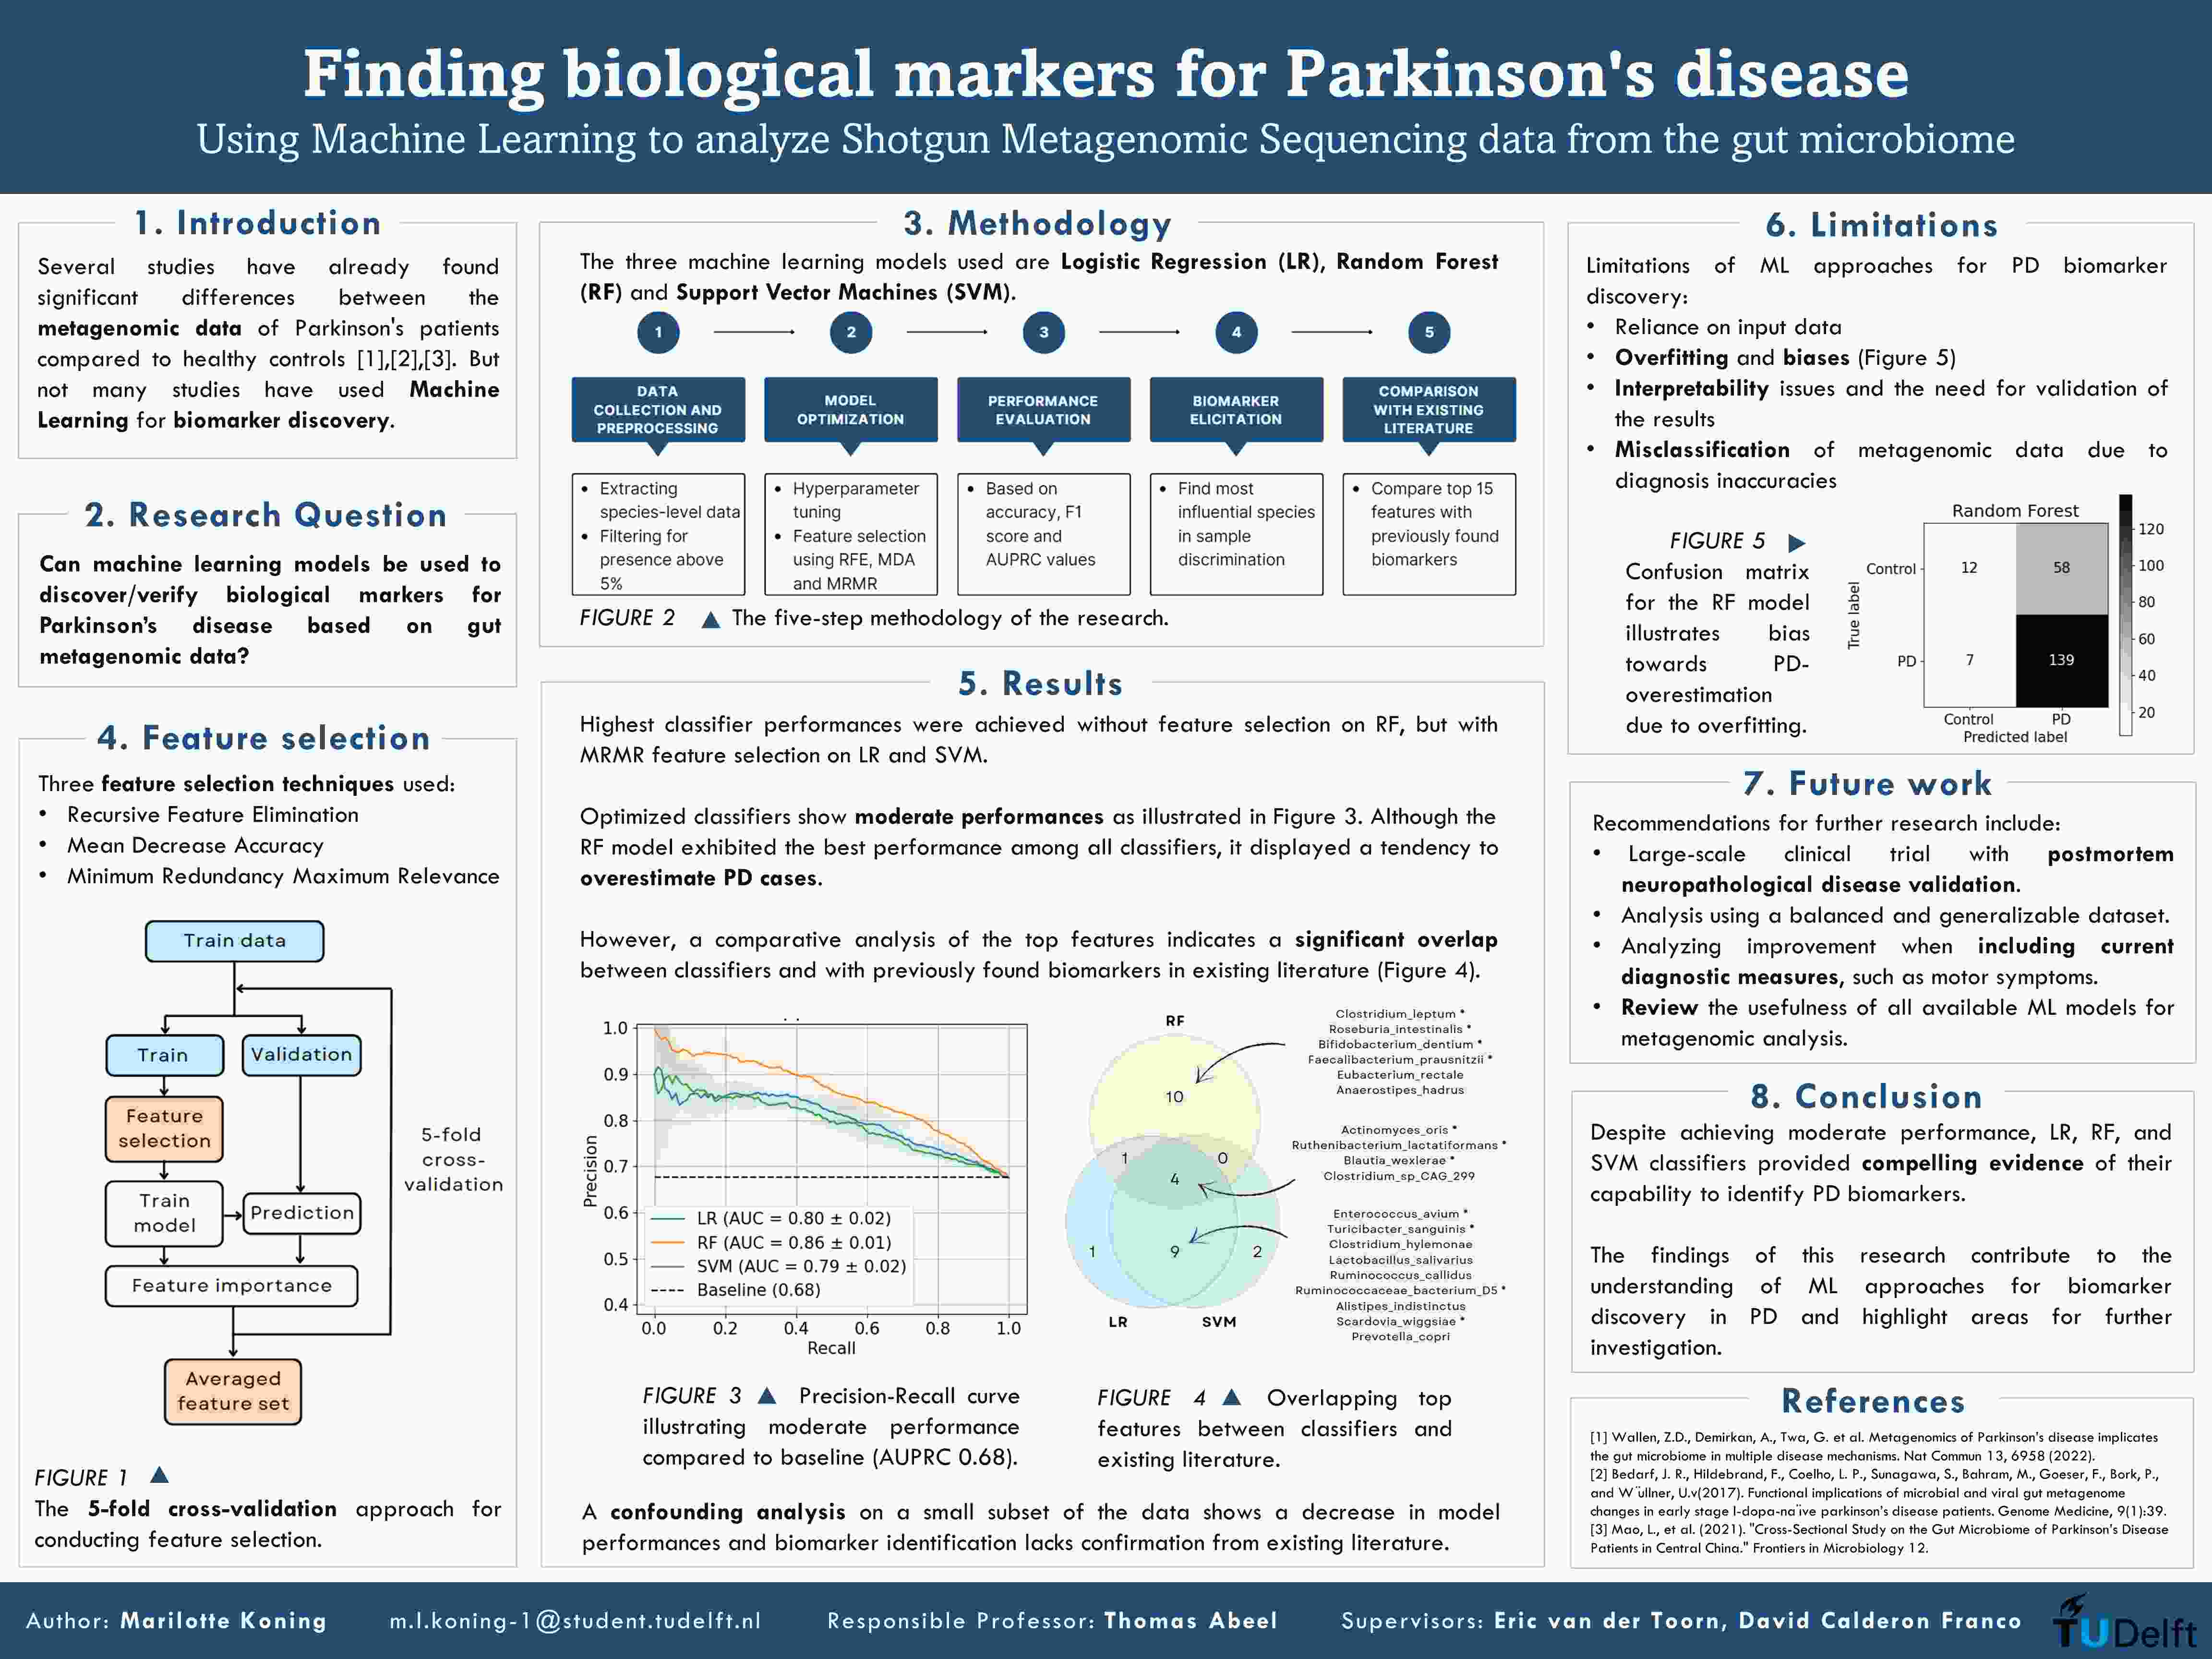 Finding biological markers for Parkinson's disease
Using Machine Learning to analyze Shotgun Metagenomic Sequencing data from the gut microbiome
1. Introduction
Several studies have already found
significant differences between the
metagenomic data of Parkinson's patients
compared to healthy controls [1],[2],[3]. But
not many studies have used Machine
Learning for biomarker discovery.
2. Research Question
Can machine learning models be used to
discover/verify biological markers for
Parkinson's disease based on gut
metagenomic data?
4. Feature selection
Three feature selection techniques used:
• Recursive Feature Elimination
• Mean Decrease Accuracy
• Minimum Redundancy Maximum Relevance
Train data
Train
Validation
Feature
selection
Train
model
Prediction
Feature importance
Averaged
feature set
5-fold
cross-
validation
FIGURE 1 ▲
The 5-fold cross-validation approach for
conducting feature selection.
3. Methodology
The three machine learning models used are Logistic Regression (LR), Random Forest
(RF) and Support Vector Machines (SVM).
1
2
3
4
5
DATA
COLLECTION AND
PREPROCESSING
MODEL
OPTIMIZATION
PERFORMANCE
EVALUATION
BIOMARKER
ELICITATION
COMPARISON
WITH EXISTING
LITERATURE
• Extracting
species-level data
• Filtering for
presence above
5%
• Hyperparameter
tuning
• Feature selection
using RFE, MDA
and MRMR
• Based on
accuracy, F1
score and
AUPRC values
• Find most
influential species
in sample
discrimination
• Compare top 15
features with
previously found
biomarkers
FIGURE 2 ▲ The five-step methodology of the research.
5. Results
Highest classifier performances were achieved without feature selection on RF, but with
MRMR feature selection on LR and SVM.
Optimized classifiers show moderate performances as illustrated in Figure 3. Although the
RF model exhibited the best performance among all classifiers, it displayed a tendency to
overestimate PD cases.
However, a comparative analysis of the top features indicates a significant overlap
between classifiers and with previously found biomarkers in existing literature (Figure 4).
1.0
0.9
0.8
0.7
0.6
0.5
0.4
Precision
LR (AUC = 0.80 ± 0.02)
RF (AUC = 0.86 ± 0.01)
SVM (AUC = 0.79 ± 0.02)
Baseline (0.68)
0.0 0.2 0.4 0.6 0.8 1.0
Recall
FIGURE 3 ▲ Precision-Recall curve
illustrating moderate performance
compared to baseline (AUPRC 0.68).
RF
10
1
0
4
1
9
2
LR
SVM
Clostridium_leptum *
Roseburia_intestinalis *
Bifidobacterium_dentium *
Faecalibacterium_prausnitzii *
Eubacterium_rectale
Anaerostipes_hadrus
Actinomyces_oris *
Ruthenibacterium_lactatiformans *
Blautia_wexlerae *
Clostridium_sp_CAG_299
Enterococcus_avium *
Turicibacter_sanguinis *
Clostridium_hylemonae
Lactobacillus_salivarius
Ruminococcus_callidus
Ruminococcaceae_bacterium_D5 *
Alistipes_indistinctus
Scardovia_wiggsiae *
Prevotella_copri
FIGURE 4 ▲ Overlapping top
features between classifiers and
existing literature.
A confounding analysis on a small subset of the data shows a decrease in model
performances and biomarker identification lacks confirmation from existing literature.
6. Limitations
Limitations of ML approaches for PD biomarker
discovery:
• Reliance on input data
• Overfitting and biases (Figure 5)
• Interpretability issues and the need for validation of
the results
• Misclassification of metagenomic data due to
diagnosis inaccuracies
FIGURE 5 ▶
Confusion matrix
for the RF model
illustrates bias
towards PD-
overestimation
due to overfitting.
Random Forest
True label
Control
PD
12
58
7
139
Control
PD
Predicted label
120
100
80
60
40
20
7. Future work
Recommendations for further research include:
• Large-scale clinical trial with postmortem
neuropathological disease validation.
• Analysis using a balanced and generalizable dataset.
• Analyzing improvement when including current
diagnostic measures, such as motor symptoms.
• Review the usefulness of all available ML models for
metagenomic analysis.
8. Conclusion
Despite achieving moderate performance, LR, RF, and
SVM classifiers provided compelling evidence of their
capability to identify PD biomarkers.
The findings of this research contribute to the
understanding of ML approaches for biomarker
discovery in PD and highlight areas for further
investigation.
References
[1] Wallen, Z.D., Demirkan, A., Twa, G. et al. Metagenomics of Parkinson's disease implicates
the gut microbiome in multiple disease mechanisms. Nat Commun 13, 6958 (2022).
[2] Bedarf, J. R., Hildebrand, F., Coelho, L. P., Sunagawa, S., Bahram, M., Goeser, F., Bork, P.,
and W¨ullner, U.v(2017). Functional implications of microbial and viral gut metagenome
changes in early stage l-dopa-na¨ive parkinson's disease patients. Genome Medicine, 9(1):39.
[3] Mao, L., et al. (2021). "Cross-Sectional Study on the Gut Microbiome of Parkinson's Disease
Patients in Central China." Frontiers in Microbiology 12.
Author: Marilotte Koning m.l.koning-1@student.tudelft.nl Responsible Professor: Thomas Abeel Supervisors: Eric van der Toorn, David Calderon Franco
TUDelft